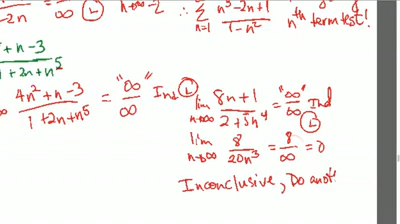 -2n ∞ Ⓛ n→∞ -2 ∴ Σ n=1 ∞ n³-2n+1 / 1-n² nᵗʰ term test!
+n-3 / 1+2n+n⁵
4n²+n-3 / 1+2n+n⁵ = "∞" / ∞ Ind Ⓛ
lim n→∞ 8n+1 / 2+5n⁴ = "∞" / ∞ Ind Ⓛ
lim n→∞ 8 / 20n³ = 8 / ∞ = 0
Inconclusive, Do